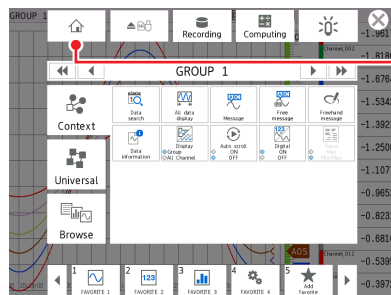 GROUP 1
Recording
Computing
-1.961
Channel_002
-1.818
GROUP 1
-1.676
Context
Data search
All data display
Message
Free message
Freehand message
-1.534
-1.392
Data information
Display
Group
All Channel
Auto scroll
ON
OFF
Digital
ON
OFF
-1.250
-1.107
Universal
-0.965
-0.823
Browse
-0.681
A05
Channel_011
-0.539
1
FAVORITE 1
2
123
FAVORITE 2
3
FAVORITE 3
4
FAVORITE 4
5
Add favorite
-0.397